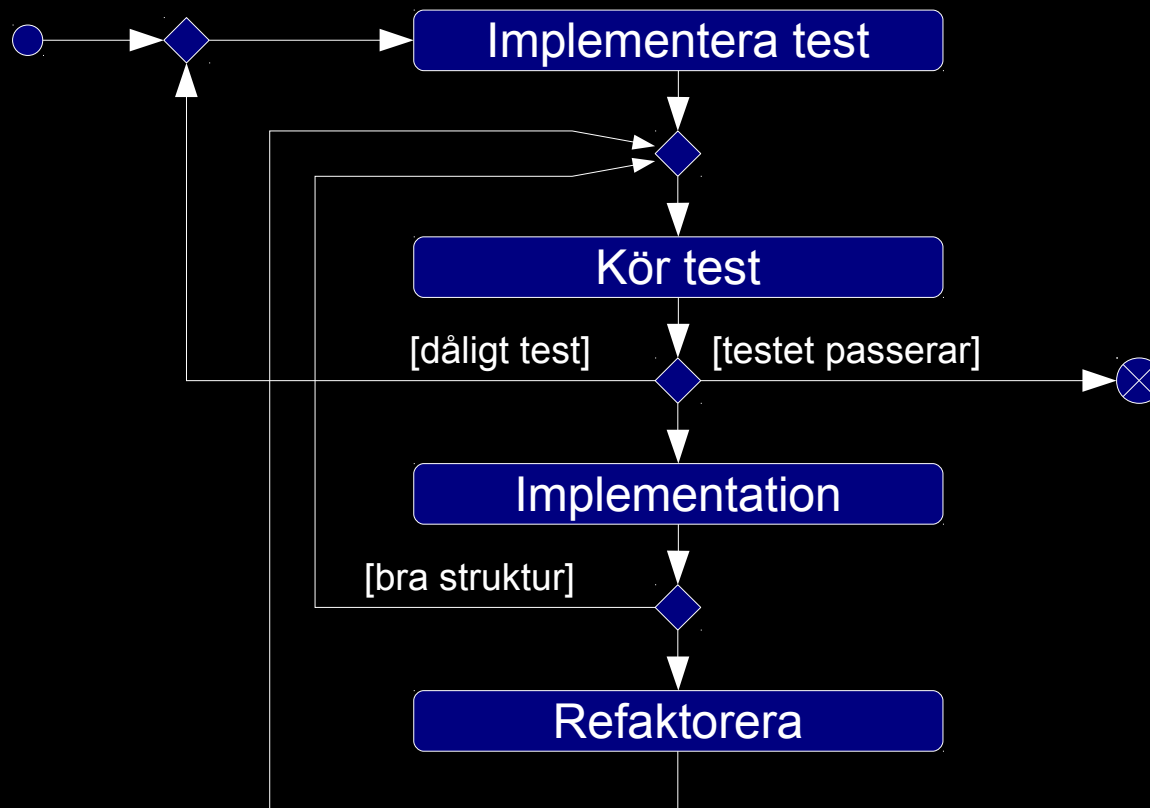 Implementera test
Kör test
[dåligt test]
[testet passerar]
Implementation
[bra struktur]
Refaktorera